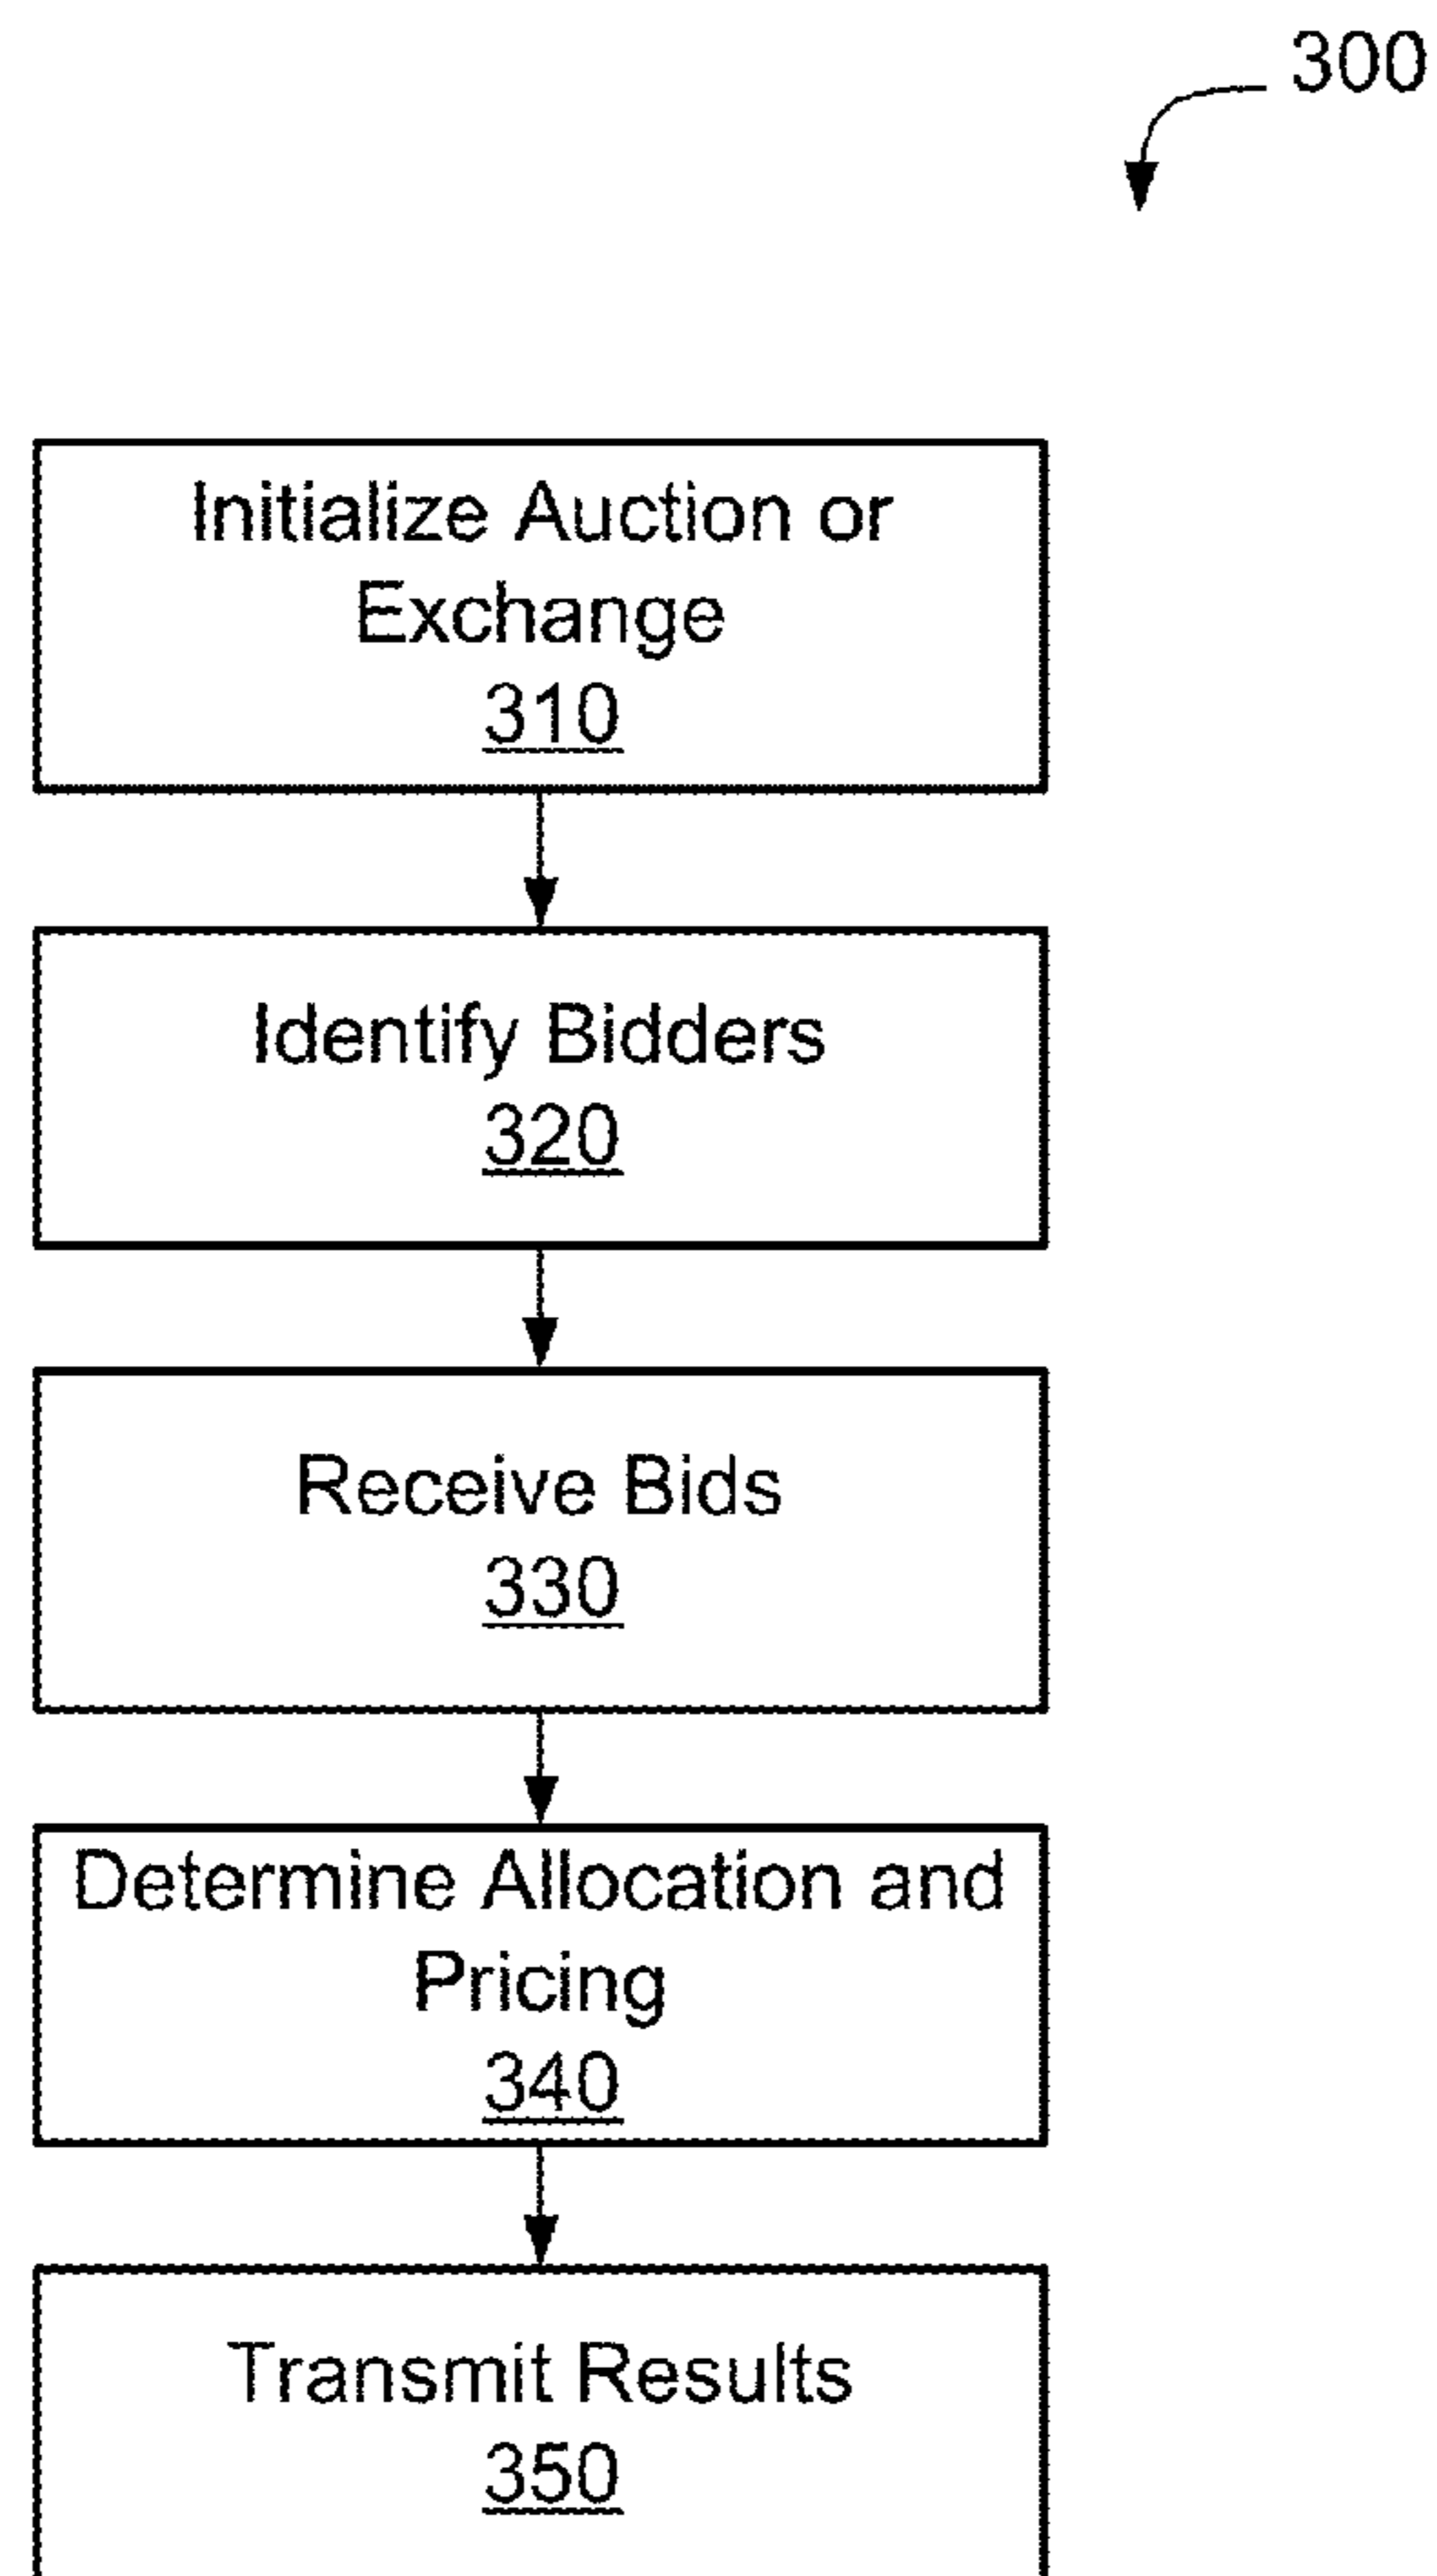 300
Initialize Auction or
Exchange
310
Identify Bidders
320
Receive Bids
330
Determine Allocation and
Pricing
340
Transmit Results
350